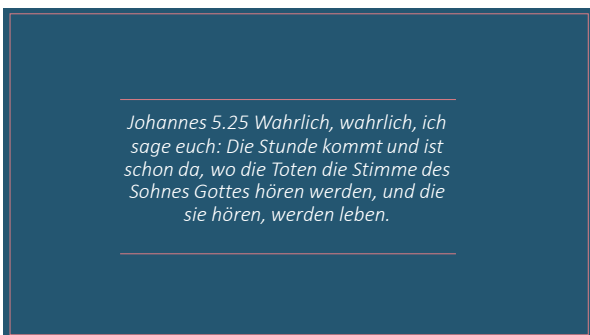 Johannes 5.25 Wahrlich, wahrlich, ich
sage euch: Die Stunde kommt und ist
schon da, wo die Toten die Stimme des
Sohnes Gottes hören werden, und die
sie hören, werden leben.